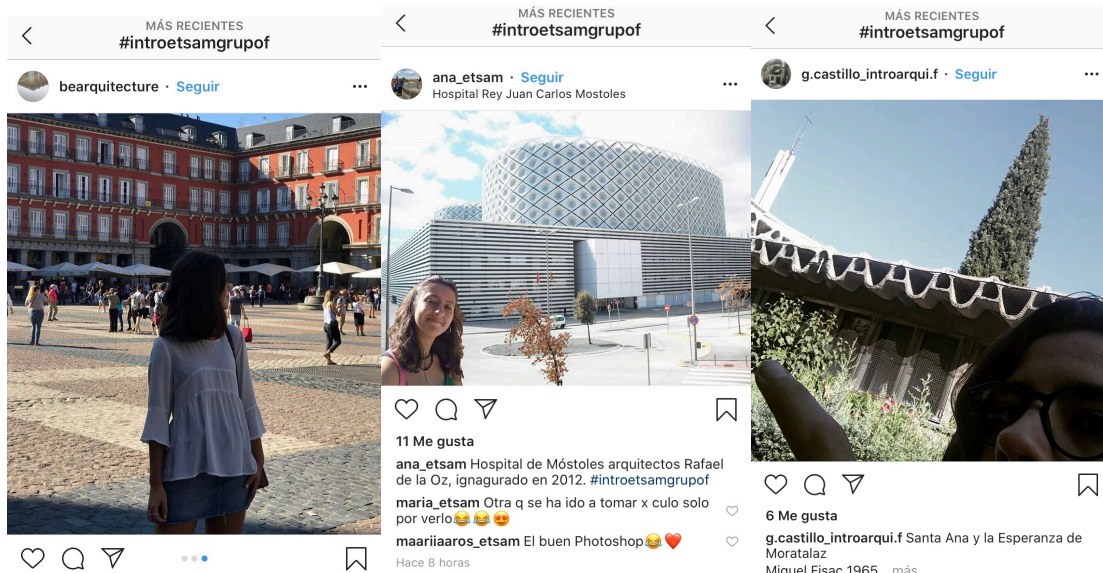 MÁS RECIENTES
#introetsamgrupof
bearquitecture · Seguir
MÁS RECIENTES
#introetsamgrupof
ana_etsam · Seguir
Hospital Rey Juan Carlos Mostoles
11 Me gusta
ana_etsam Hospital de Móstoles arquitectos Rafael
de la Oz, ignagurado en 2012. #introetsamgrupof
maria_etsam Otra q se ha ido a tomar x culo solo
por verlo😂😂😍
maariiaaros_etsam El buen Photoshop😂❤️
Hace 8 horas
MÁS RECIENTES
#introetsamgrupof
g.castillo_introarqui.f · Seguir
6 Me gusta
g.castillo_introarqui.f Santa Ana y la Esperanza de
Moratalaz
Miguel Fisac 1965... más